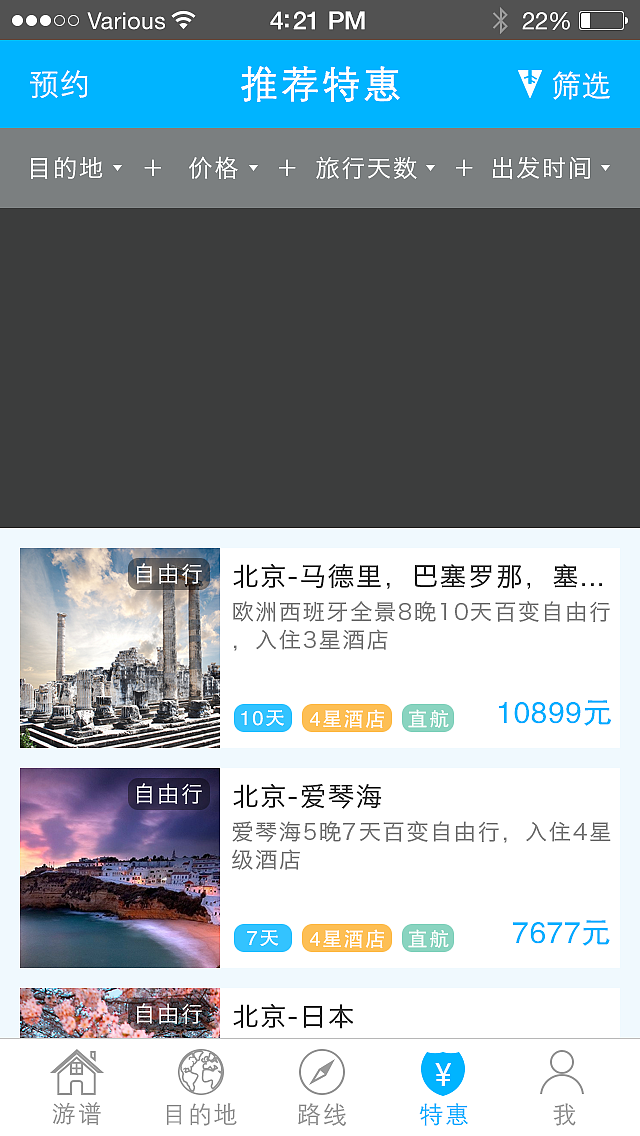 Various 4:21 PM 22%
预约 推荐特惠 筛选
目的地 + 价格 + 旅行天数 + 出发时间
自由行
北京-马德里，巴塞罗那，塞...
欧洲西班牙全景8晚10天百变自由行
，入住3星酒店
10天 4星酒店 直航 10899元
自由行
北京-爱琴海
爱琴海5晚7天百变自由行，入住4星
级酒店
7天 4星酒店 直航 7677元
自由行
北京-日本
¥
游谱 目的地 路线 特惠 我